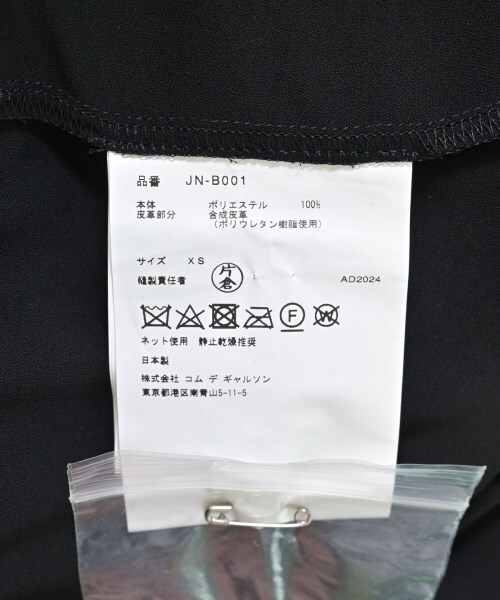 品番 JN-B001
本体 ポリエステル 100%
皮革部分 合成皮革
(ポリウレタン樹脂使用)
サイズ XS
縫製責任者 片倉 AD2024
F W
ネット使用 静止乾燥推奨
日本製
株式会社 コム デ ギャルソン
東京都港区南青山5-11-5